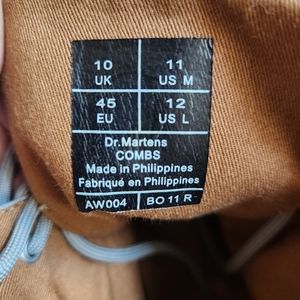 10 11
UK US M
45 12
EU US L
Dr.Martens
COMBS
Made in Philippines
Fabriqué en Philippines
AW004 BO 11 R